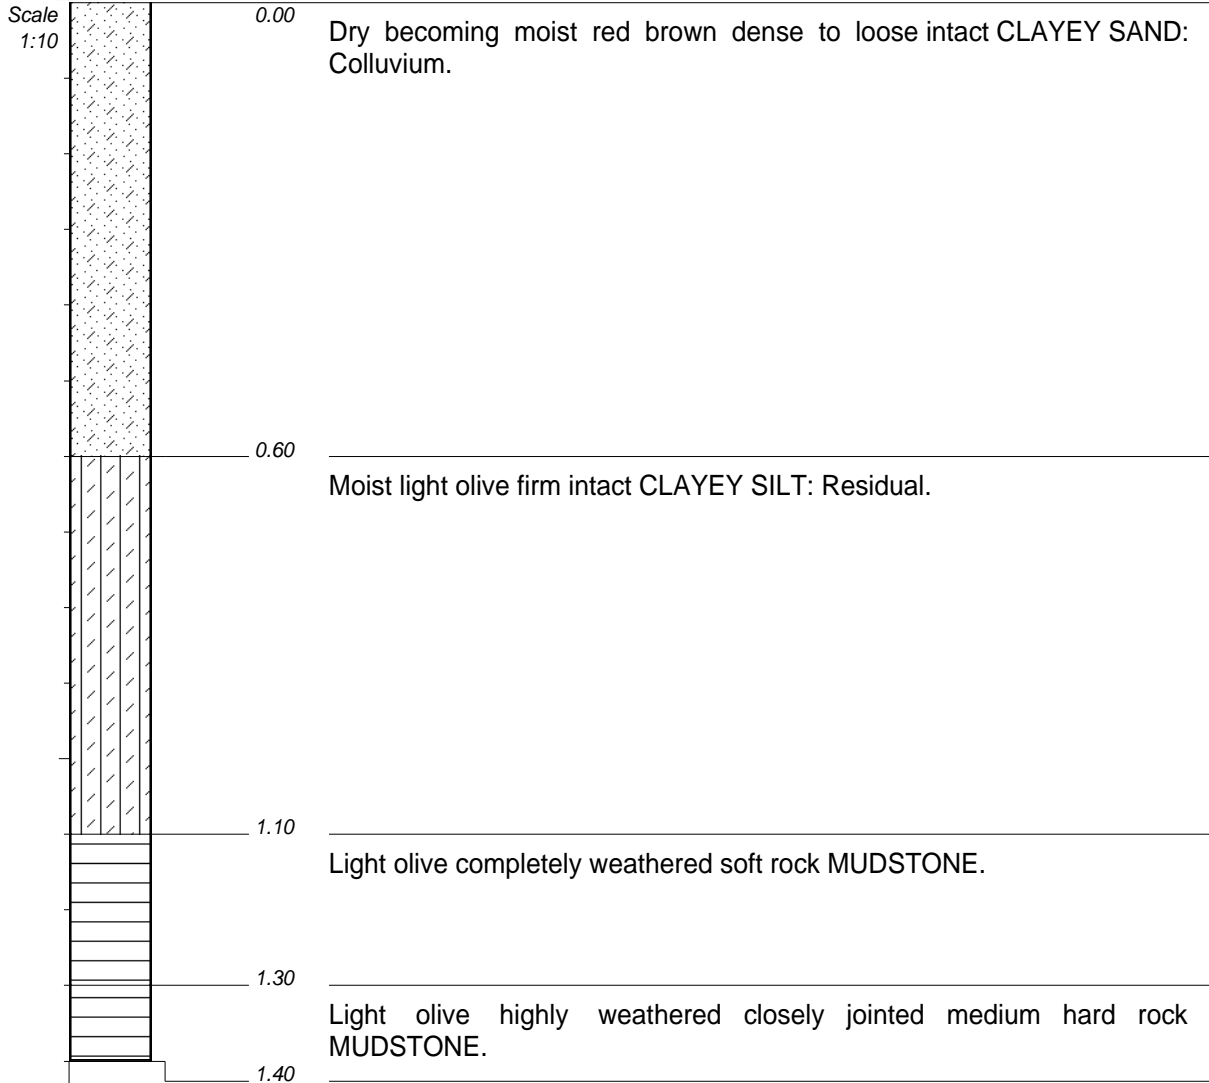 Scale
1:10
0.00
Dry becoming moist red brown dense to loose intact CLAYEY SAND:
Colluvium.
0.60
Moist light olive firm intact CLAYEY SILT: Residual.
1.10
Light olive completely weathered soft rock MUDSTONE.
1.30
Light olive highly weathered closely jointed medium hard rock
MUDSTONE.
1.40